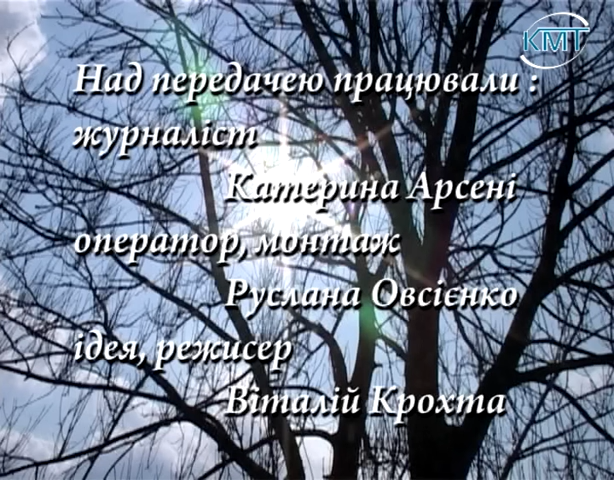 КМТ
Над передачею працювали :
журналіст
Катерина Арсені
оператор, монтаж
Руслана Овсієнко
ідея, режисер
Віталій Крохта